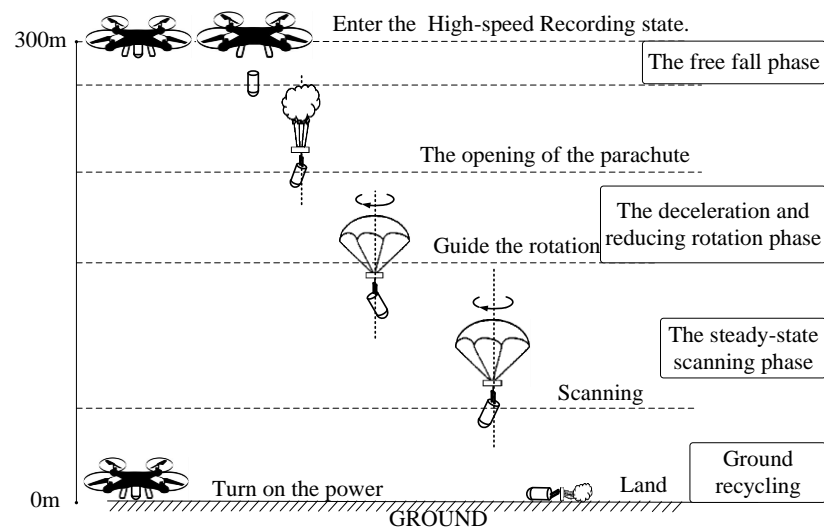 Enter the High-speed Recording state.
300m
The free fall phase
The opening of the parachute
The deceleration and
reducing rotation phase
Guide the rotation
The steady-state
scanning phase
Scanning
Ground
recycling
Turn on the power
Land
0m
GROUND